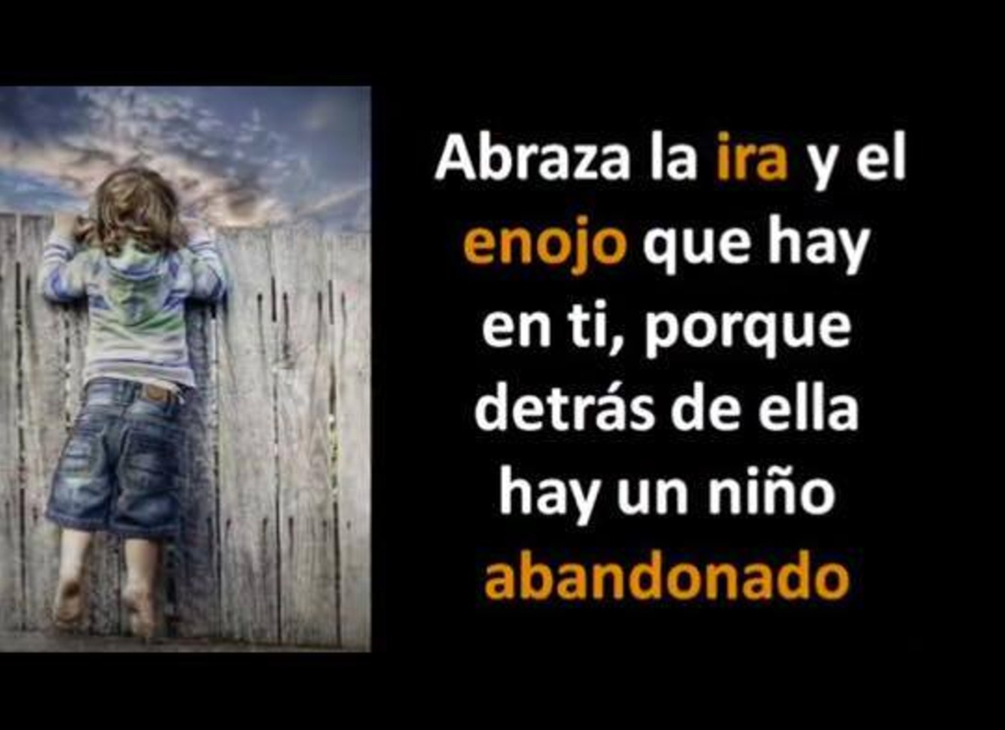 Abraza la ira y el
enojo que hay
en ti, porque
detrás de ella
hay un niño
abandonado